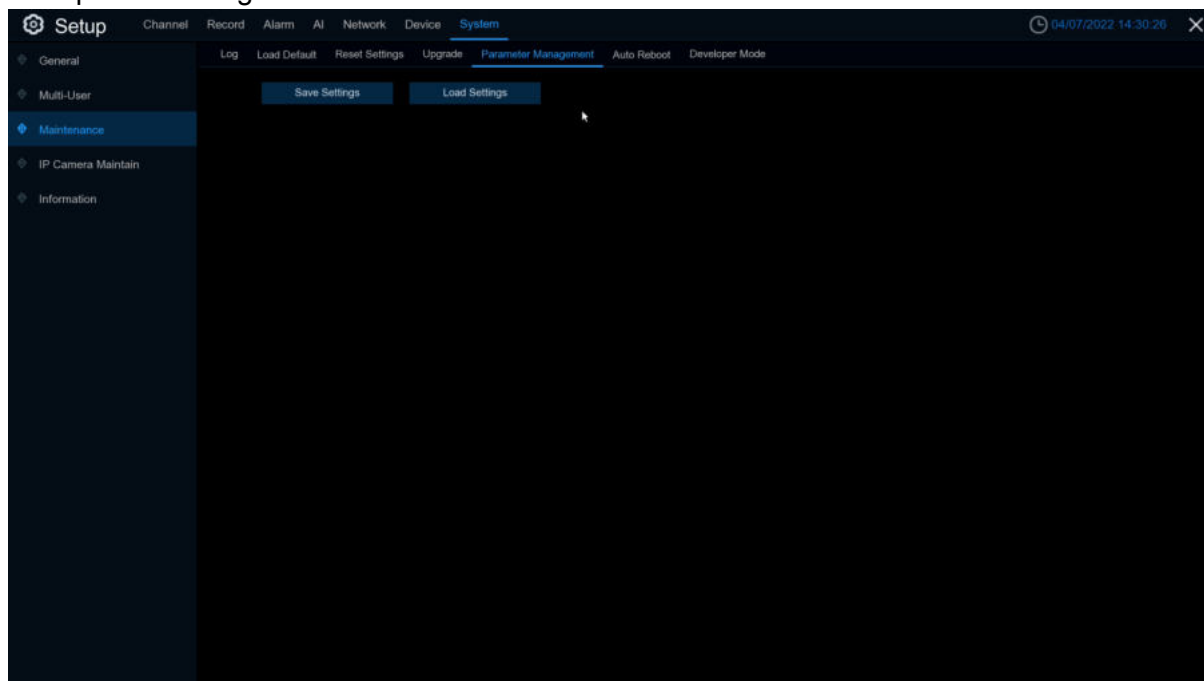 Setup Channel Record Alarm AI Network Device System 04/07/2022 14:30:26
Log Load Default Reset Settings Upgrade Parameter Management Auto Reboot Developer Mode
General
Save Settings Load Settings
Multi-User
Maintenance
IP Camera Maintain
Information